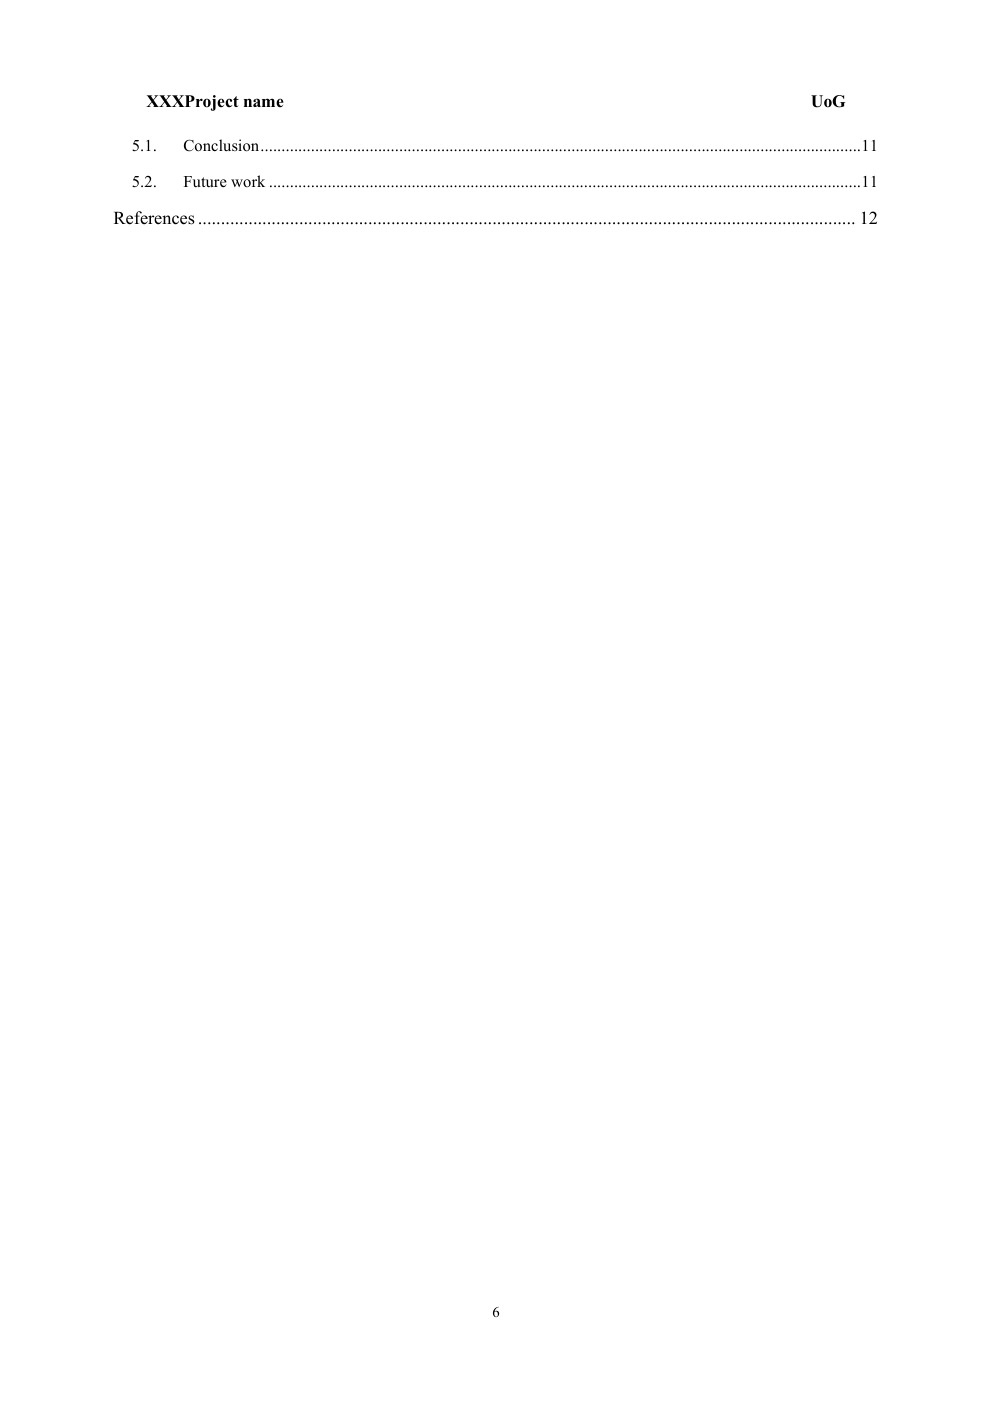 XXXProject name UoG
5.1. Conclusion...............................................................................................................................................11
5.2. Future work .............................................................................................................................................11
References ............................................................................................................................................... 12
6